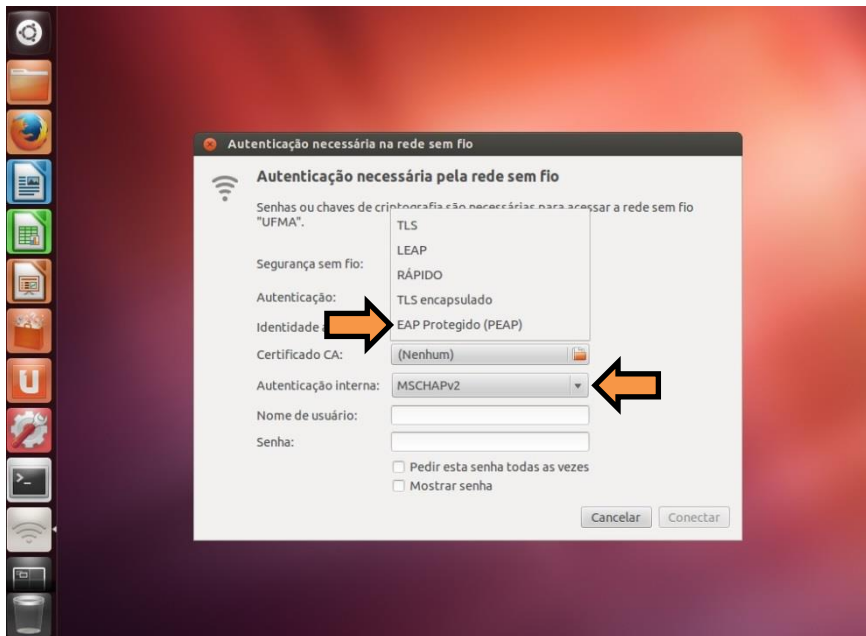 Autenticação necessária na rede sem fio
Autenticação necessária pela rede sem fio
Senhas ou chaves de criptografia são necessárias para acessar a rede sem fio
"UFMA".
TLS
LEAP
Segurança sem fio:
RÁPIDO
Autenticação:
TLS encapsulado
Identidade
EAP Protegido (PEAP)
Certificado CA:
(Nenhum)
Autenticação interna:
MSCHAPv2
Nome de usuário:
Senha:
Pedir esta senha todas as vezes
Mostrar senha
Cancelar
Conectar